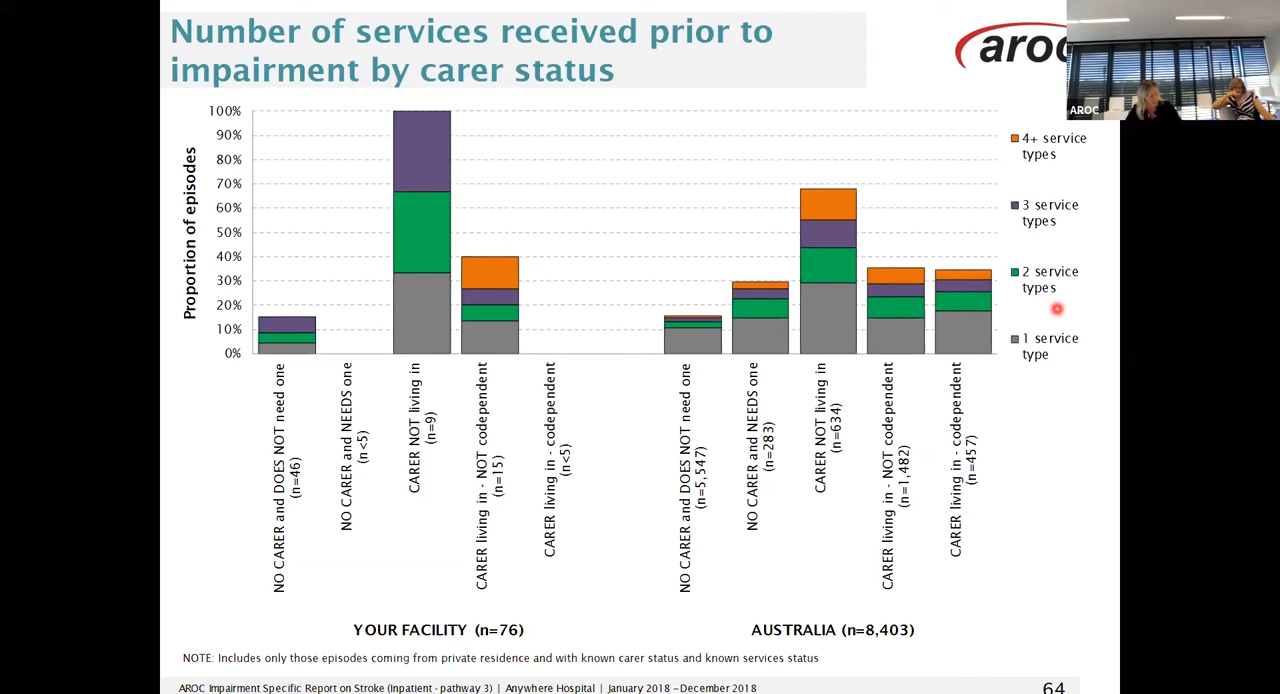 Number of services received prior to
impairment by carer status
aroc
AROC
100%
90%
80%
70%
60%
50%
40%
30%
20%
10%
0%
Proportion of episodes
4+ service
types
3 service
types
2 service
types
1 service
type
NO CARER and DOES NOT need one
(n=46)
NO CARER and NEEDS one
(n<5)
CARER NOT living in
(n=9)
CARER living in - NOT codependent
(n=15)
CARER living in - codependent
(n<5)
NO CARER and DOES NOT need one
(n=5,547)
NO CARER and NEEDS one
(n=283)
CARER NOT living in
(n=634)
CARER living in - NOT codependent
(n=1,482)
CARER living in - codependent
(n=457)
YOUR FACILITY (n=76)
AUSTRALIA (n=8,403)
NOTE: Includes only those episodes coming from private residence and with known carer status and known services status
AROC Impairment Specific Report on Stroke (Inpatient - pathway 3) | Anywhere Hospital | January 2018 - December 2018
64